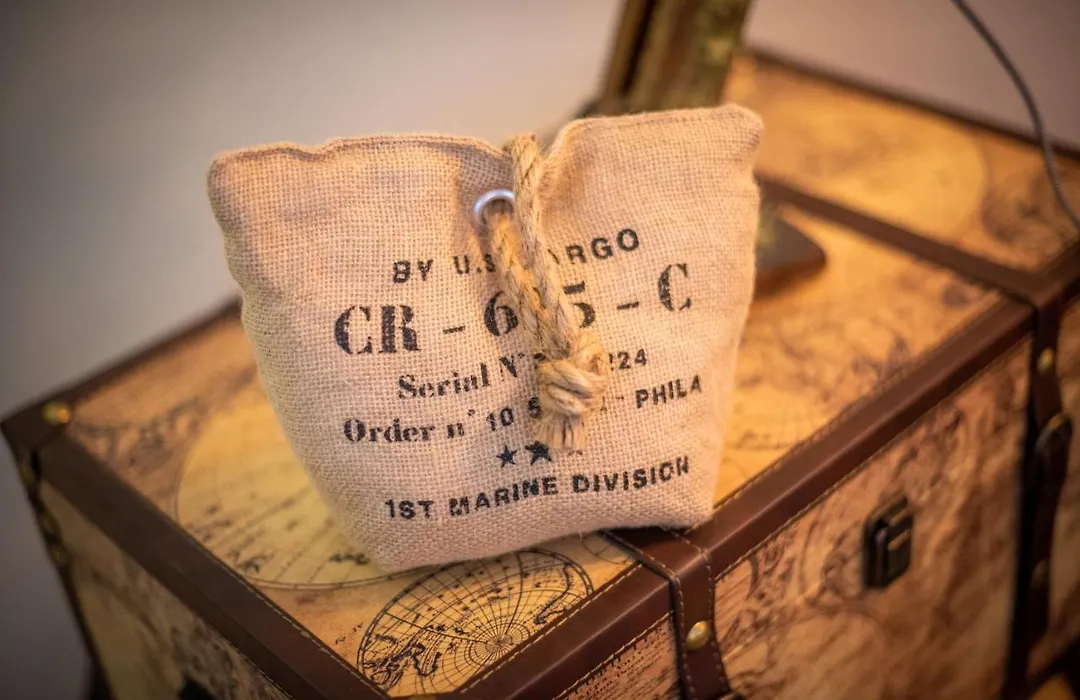 BY U.S ARGO
CR - 6 5 - C
Serial N° 224
Order n° 10 5 - PHILA
1ST MARINE DIVISION